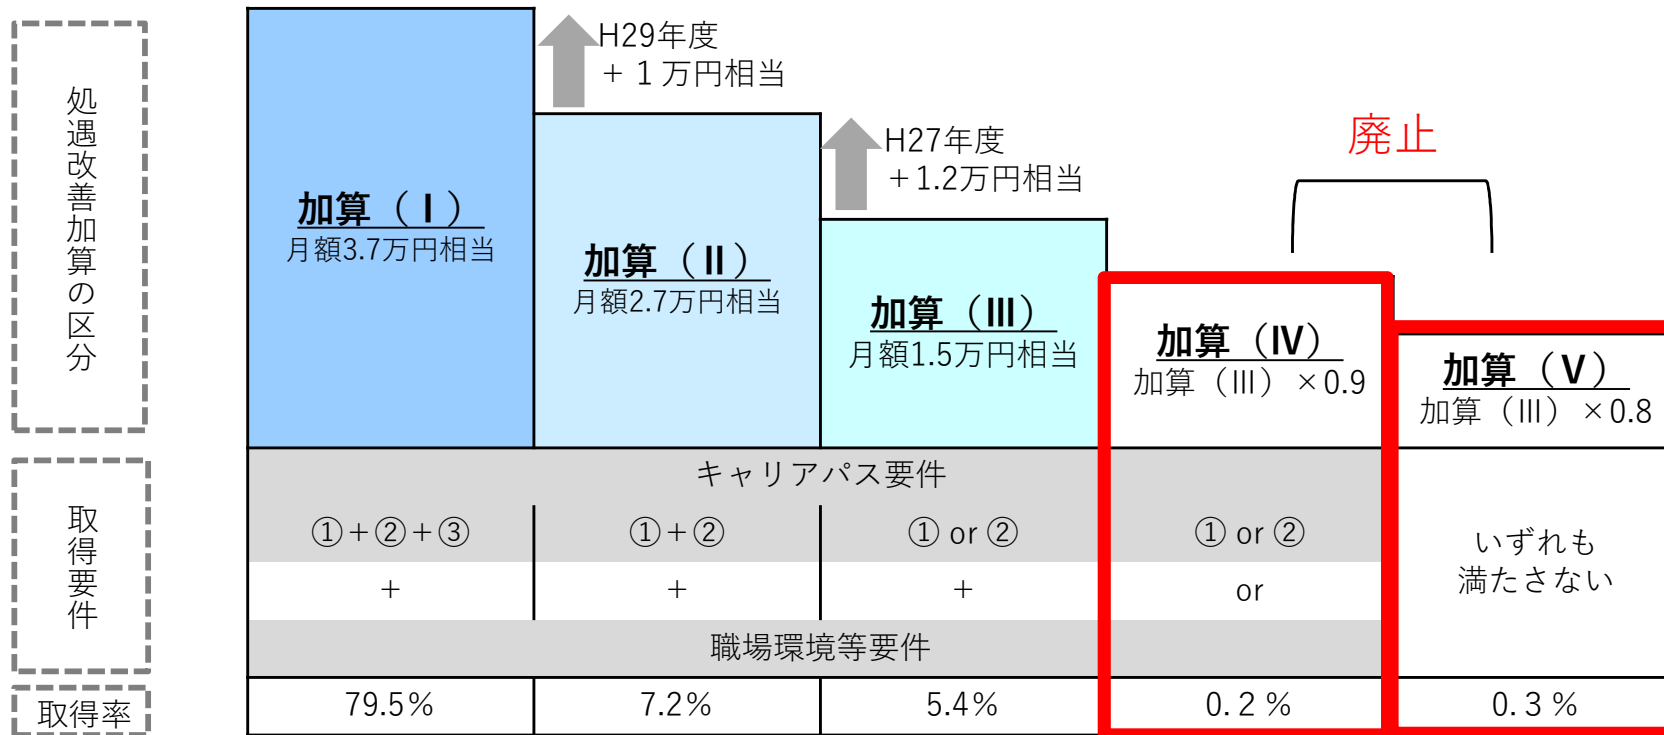 処遇改善加算の区分
H29年度
+ 1 万円相当
H27年度
+1.2万円相当
廃止
加算（Ⅰ）
月額3.7万円相当
加算（Ⅱ）
月額2.7万円相当
加算（Ⅲ）
月額1.5万円相当
加算（Ⅳ）
加算（Ⅲ）×0.9
加算（Ⅴ）
加算（Ⅲ）×0.8
取得要件
キャリアパス要件
①+②+③
①+②
① or ②
① or ②
いずれも
満たさない
+
+
+
or
職場環境等要件
取得率
79.5%
7.2%
5.4%
0. 2 %
0. 3 %